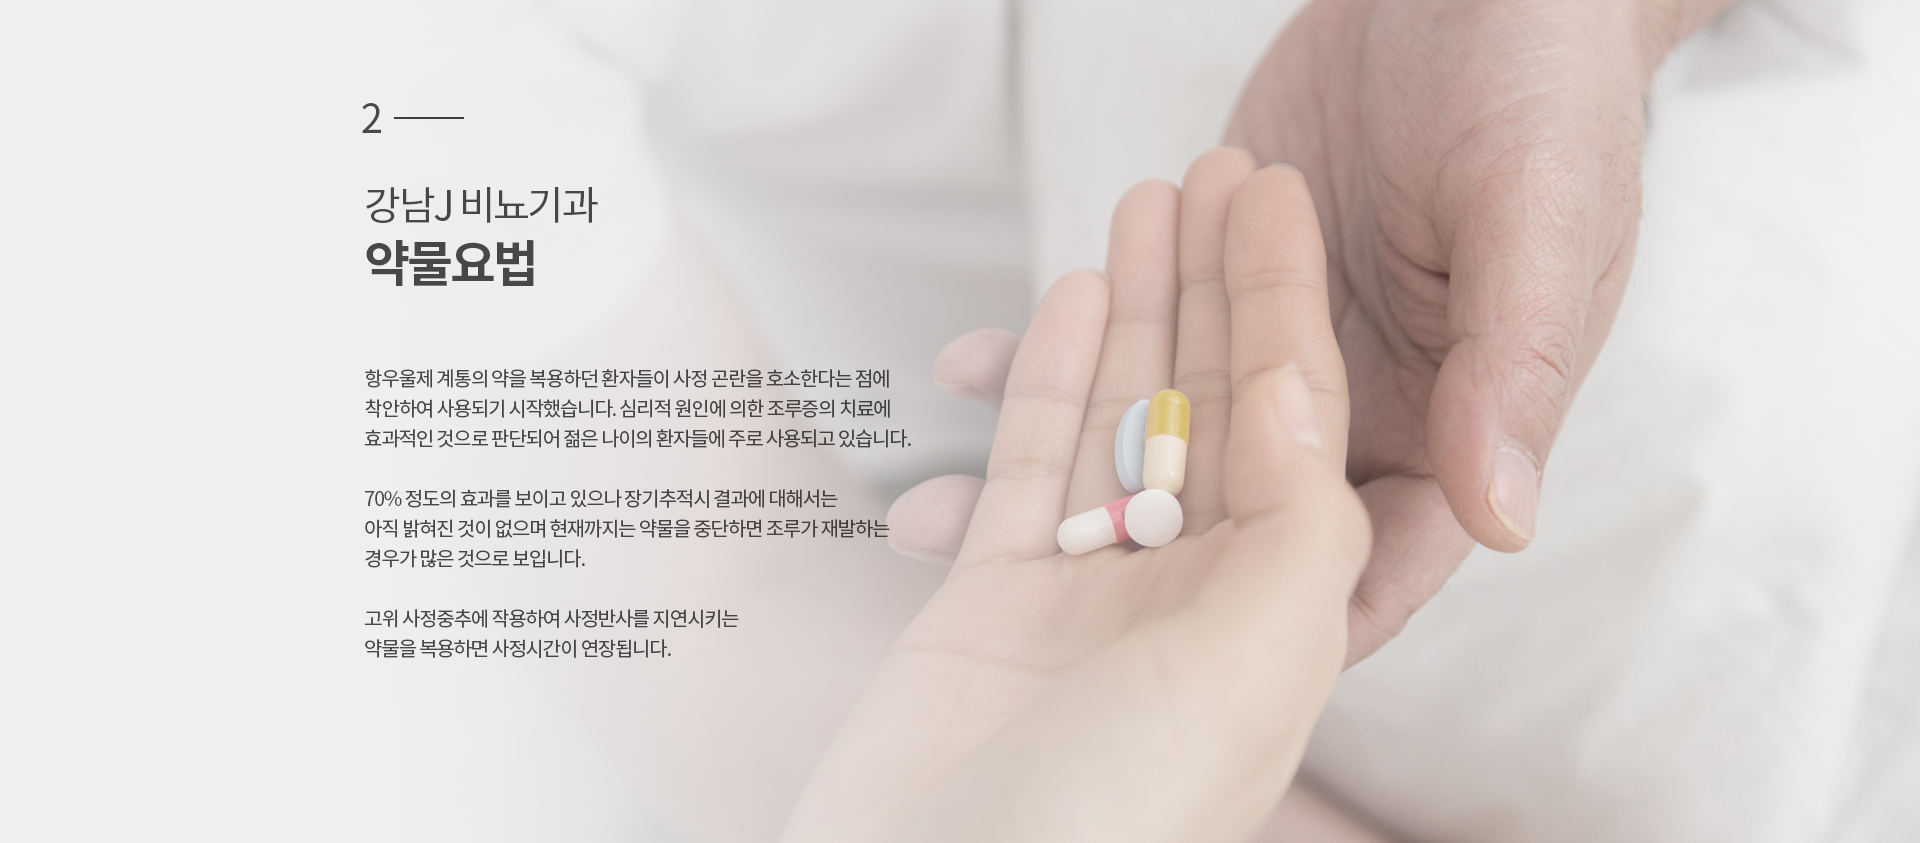 2
강남J비뇨기과
약물요법
항우울제 계통의 약을 복용하던 환자들이 사정 곤란을 호소한다는 점에
착안하여 사용되기 시작했습니다. 심리적 원인에 의한 조루증의 치료에
효과적인 것으로 판단되어 젊은 나이의 환자들에 주로 사용되고 있습니다.
70% 정도의 효과를 보이고 있으나 장기추적시 결과에 대해서는
아직 밝혀진 것이 없으며 현재까지는 약물을 중단하면 조루가 재발하는
경우가 많은 것으로 보입니다.
고위 사정중추에 작용하여 사정반사를 지연시키는
약물을 복용하면 사정시간이 연장됩니다.